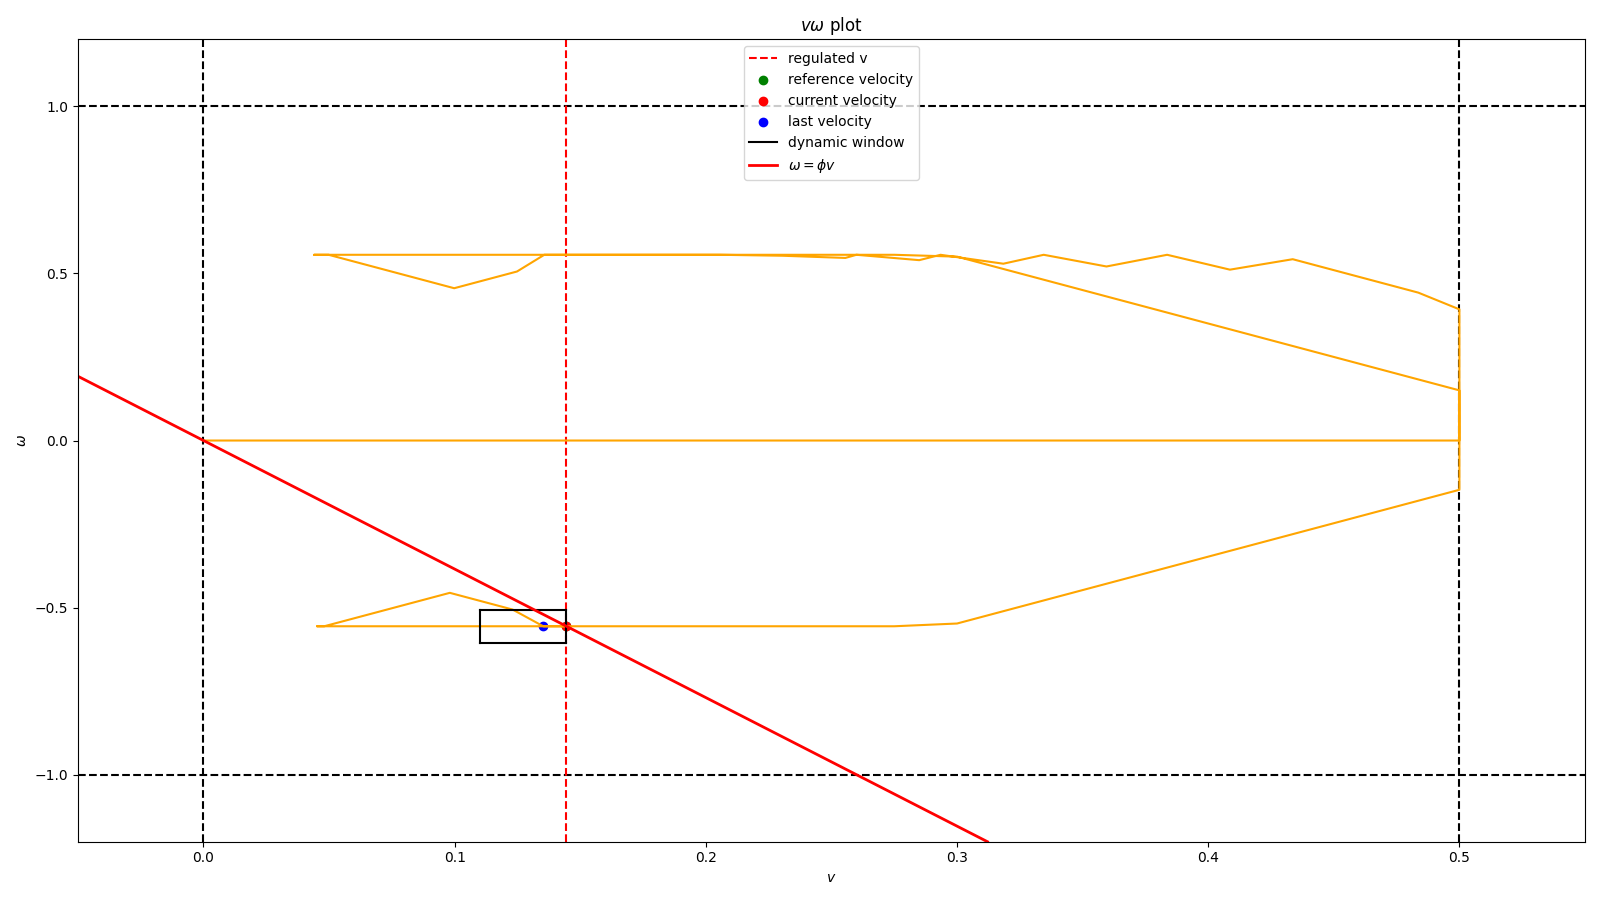 vω plot
regulated v
reference velocity
current velocity
last velocity
dynamic window
ω = ϕv
1.0
0.5
0.0
−0.5
−1.0
ω
0.0 0.1 0.2 0.3 0.4 0.5
v